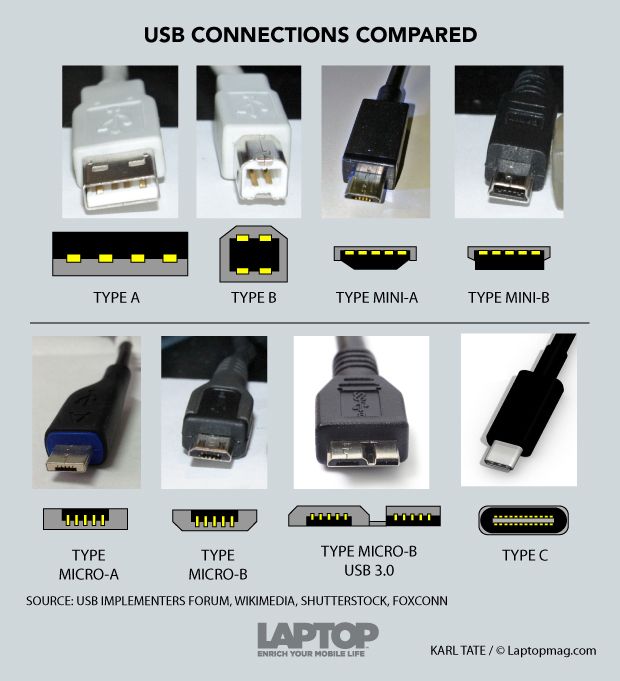 USB CONNECTIONS COMPARED
TYPE A
TYPE B
TYPE MINI-A
TYPE MINI-B
TYPE
MICRO-A
TYPE
MICRO-B
TYPE MICRO-B
USB 3.0
TYPE C
SOURCE: USB IMPLEMENTERS FORUM, WIKIMEDIA, SHUTTERSTOCK, FOXCONN
LAPTOP
ENRICH YOUR MOBILE LIFE
KARL TATE / © Laptopmag.com